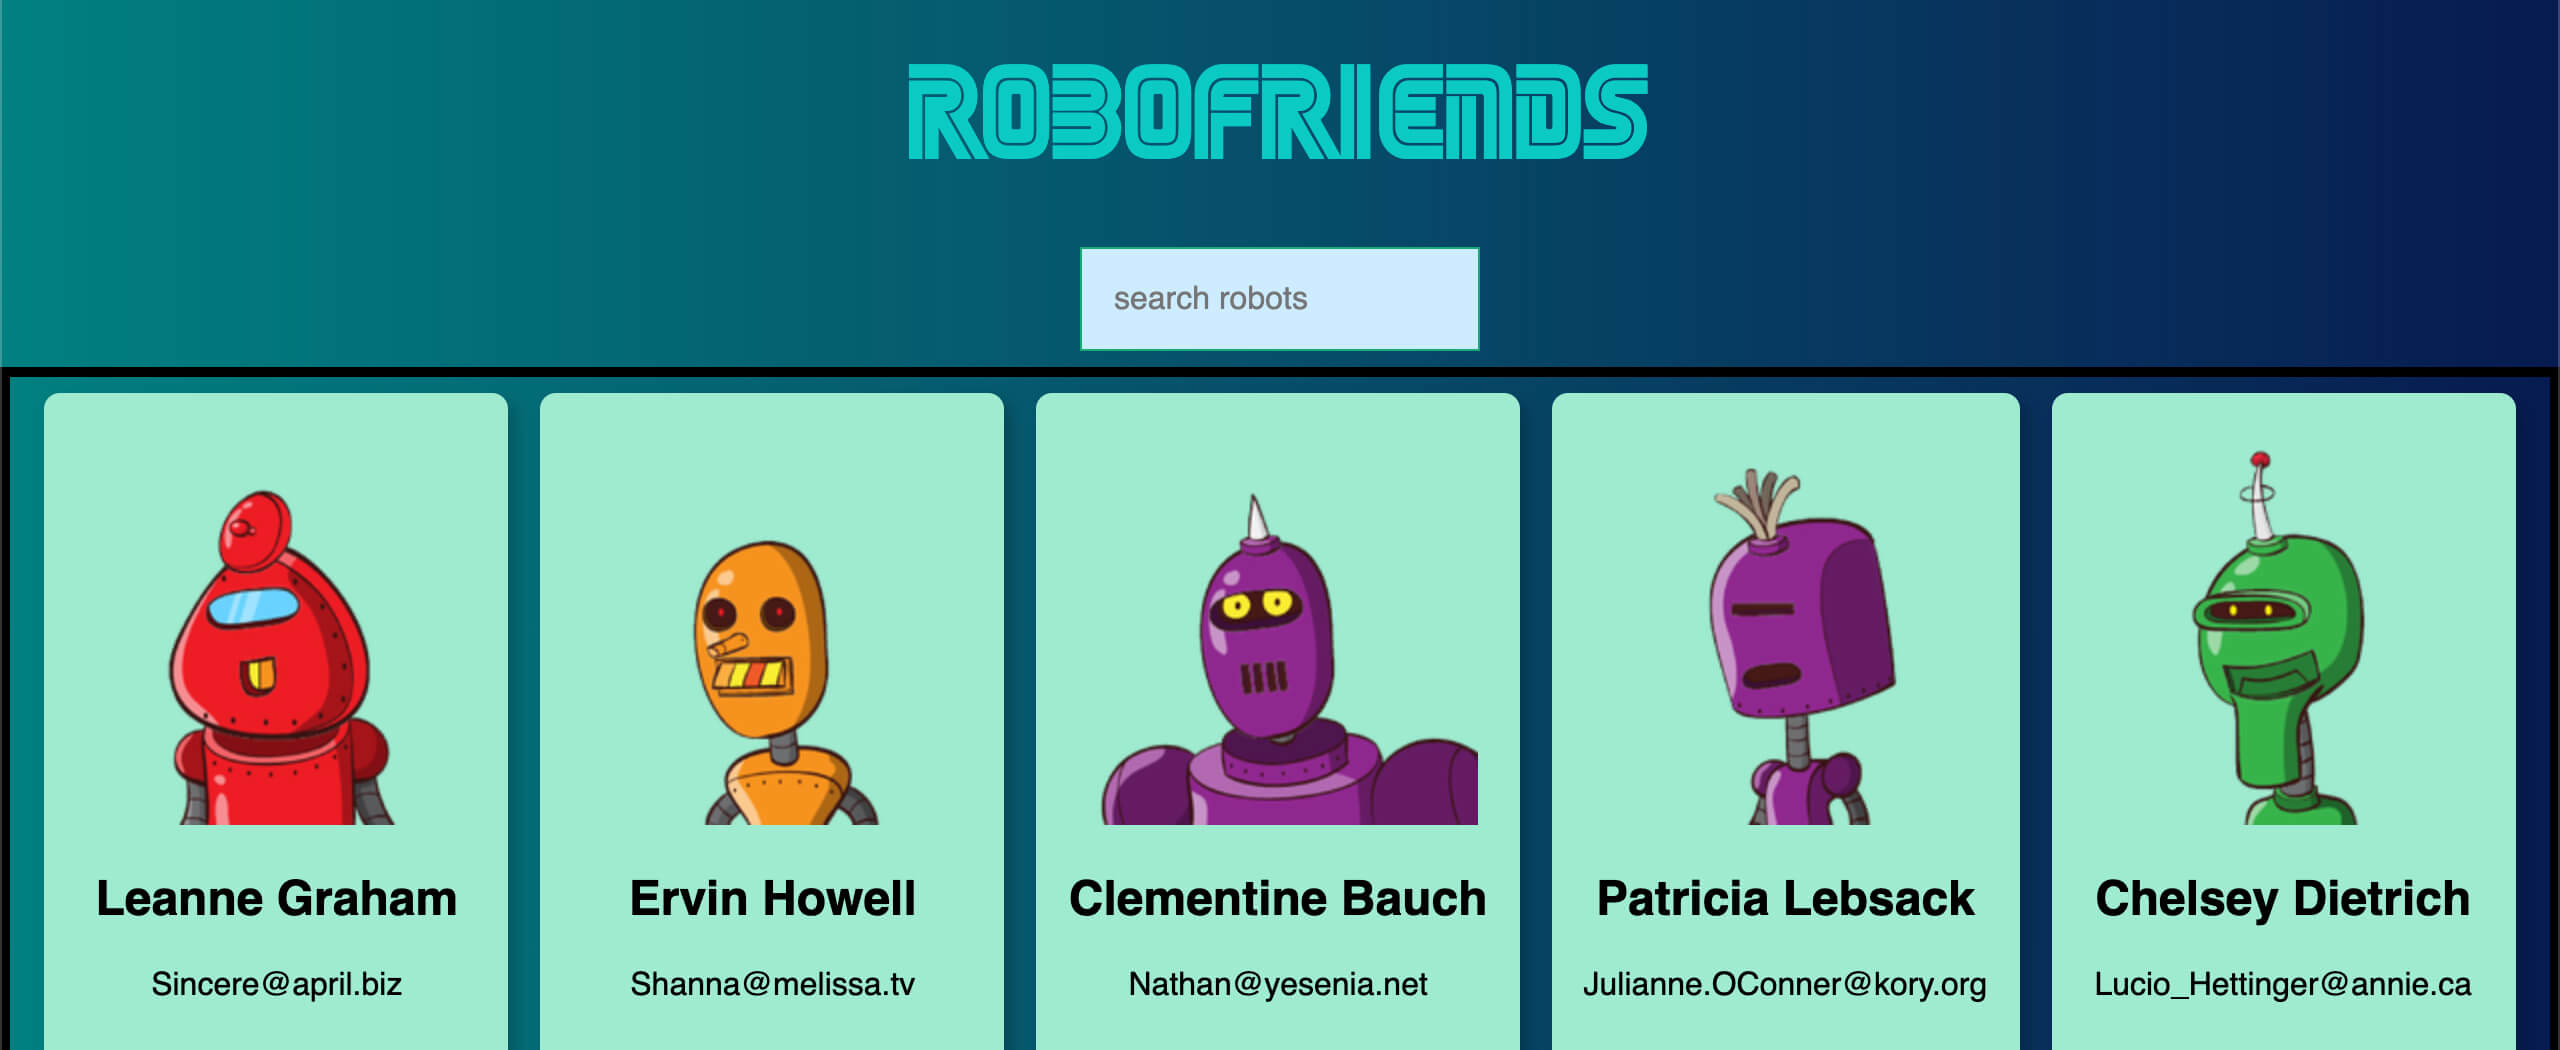 ROBOFRIENDS
search robots
Leanne Graham
Sincere@april.biz
Ervin Howell
Shanna@melissa.tv
Clementine Bauch
Nathan@yesenia.net
Patricia Lebsack
Julianne.OConner@kory.org
Chelsey Dietrich
Lucio_Hettinger@annie.ca